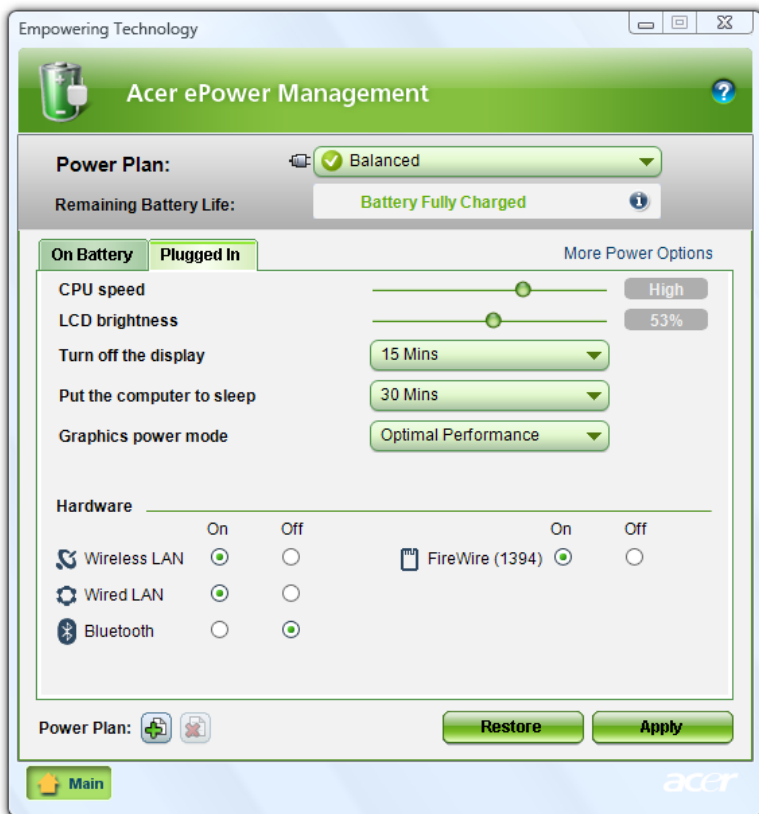 Empowering Technology
Acer ePower Management
Power Plan: Balanced
Remaining Battery Life: Battery Fully Charged
On Battery Plugged In More Power Options
CPU speed High
LCD brightness 53%
Turn off the display 15 Mins
Put the computer to sleep 30 Mins
Graphics power mode Optimal Performance
Hardware
On Off On Off
Wireless LAN FireWire (1394)
Wired LAN
Bluetooth
Power Plan: Restore Apply
Main acer